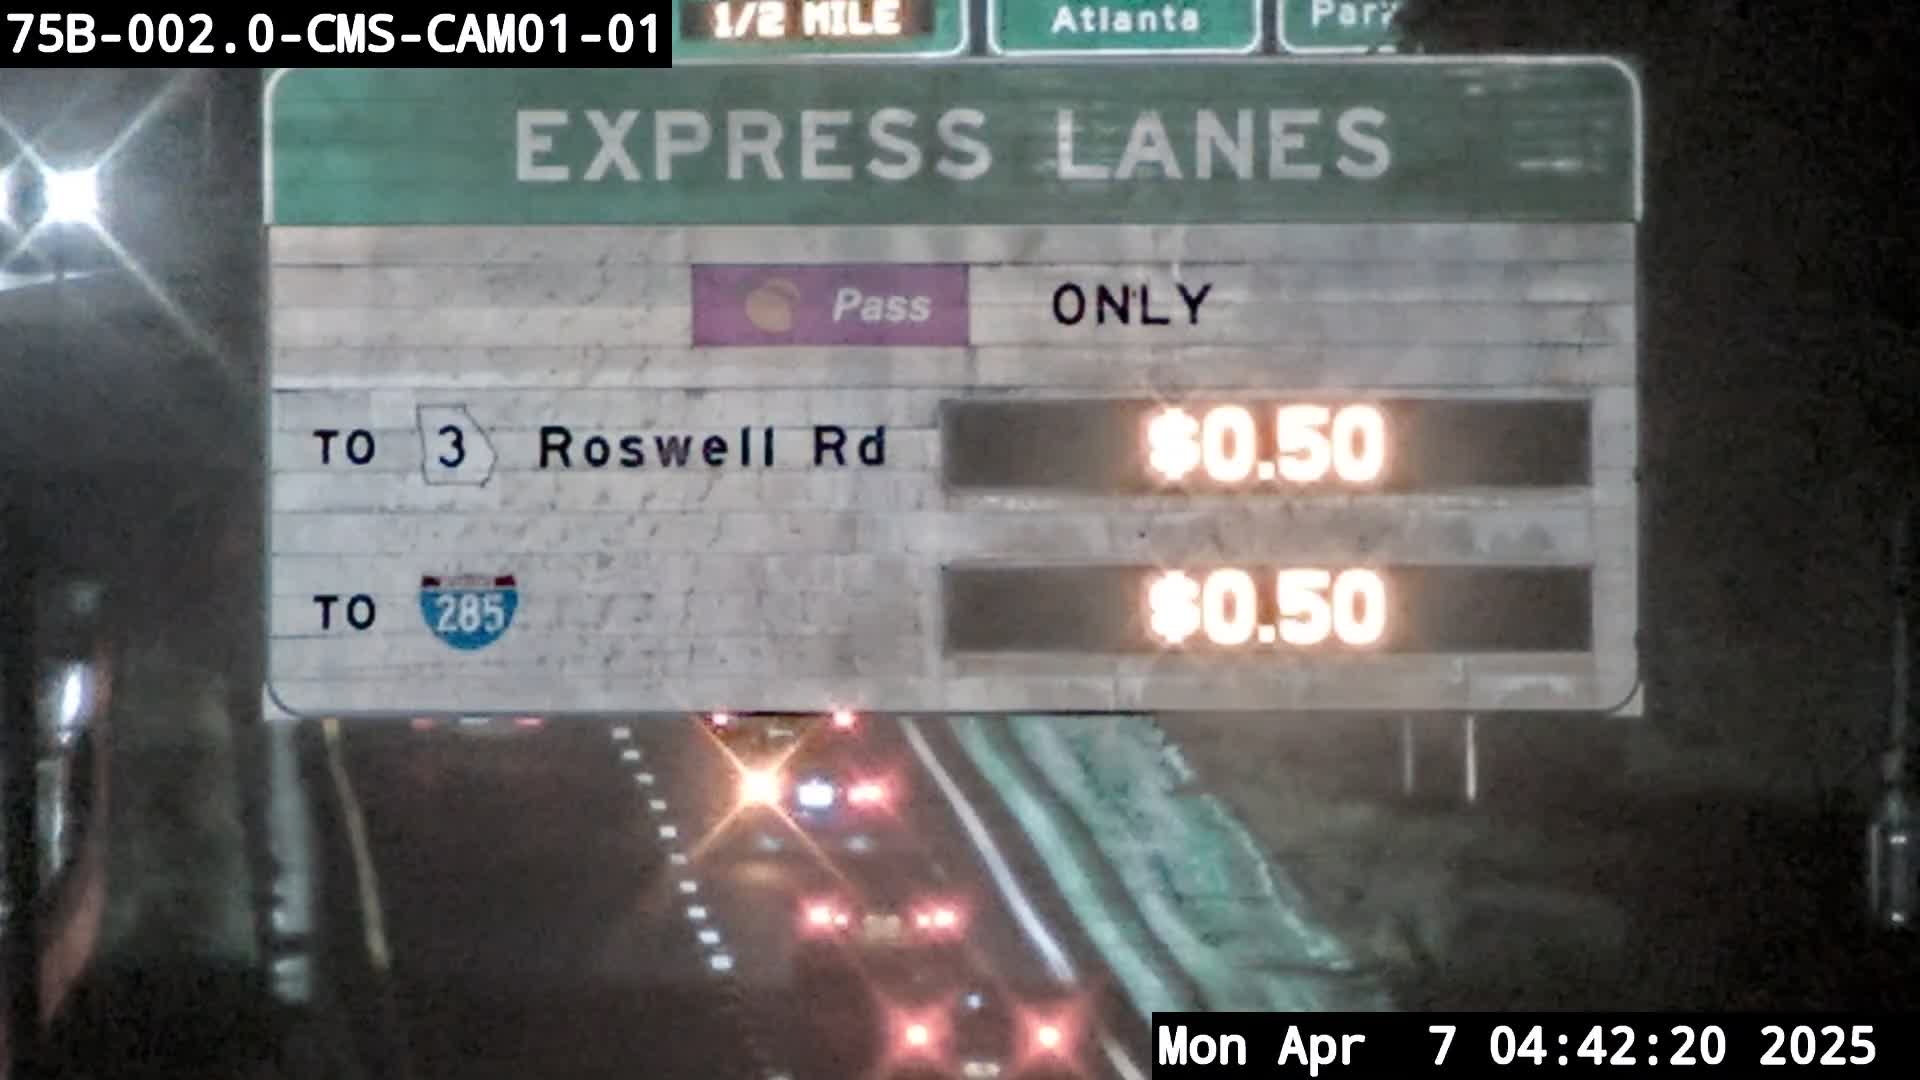 75B-002.0-CMS-CAM01-01
1/2 MILE
Atlanta
EXPRESS LANES
Pass ONLY
TO 3 Roswell Rd $0.50
TO 285 $0.50
Mon Apr 7 04:42:20 2025